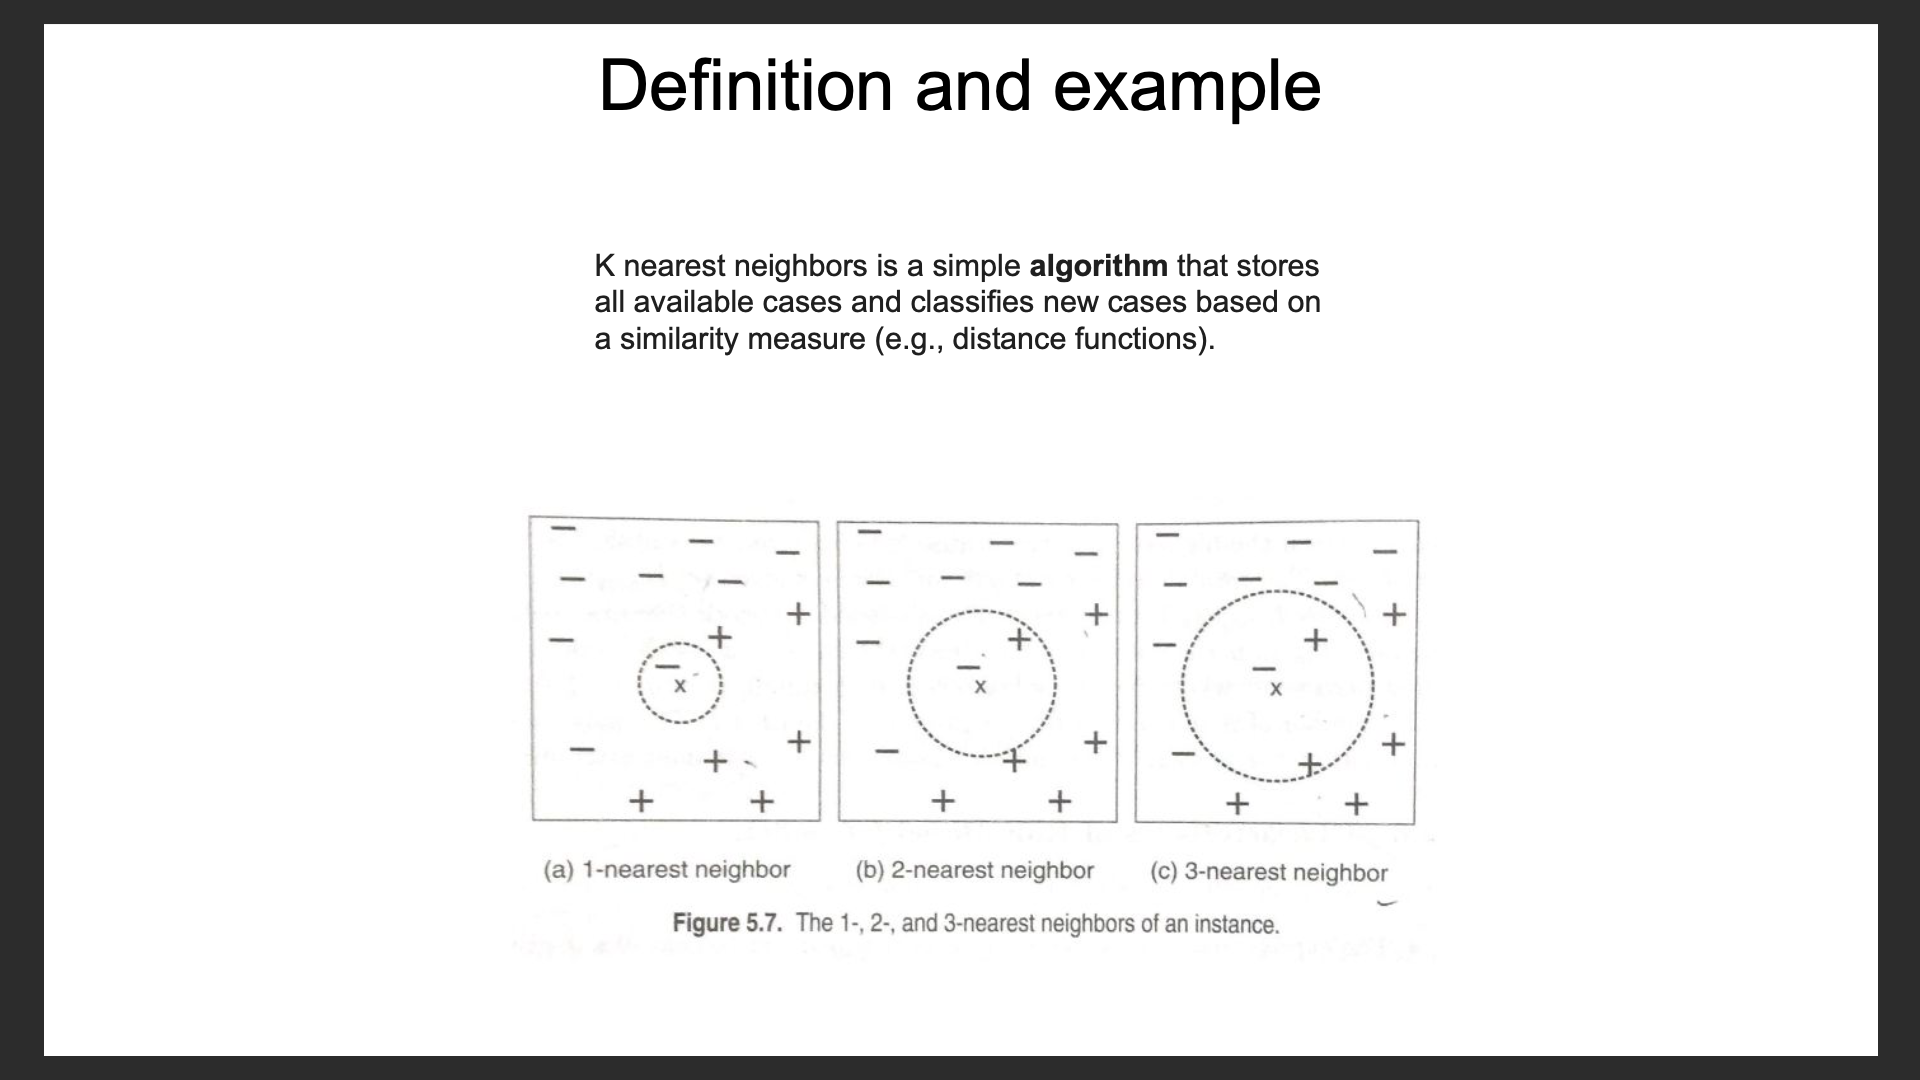 Definition and example
K nearest neighbors is a simple algorithm that stores
all available cases and classifies new cases based on
a similarity measure (e.g., distance functions).
x x x
(a) 1-nearest neighbor (b) 2-nearest neighbor (c) 3-nearest neighbor
Figure 5.7. The 1-, 2-, and 3-nearest neighbors of an instance.